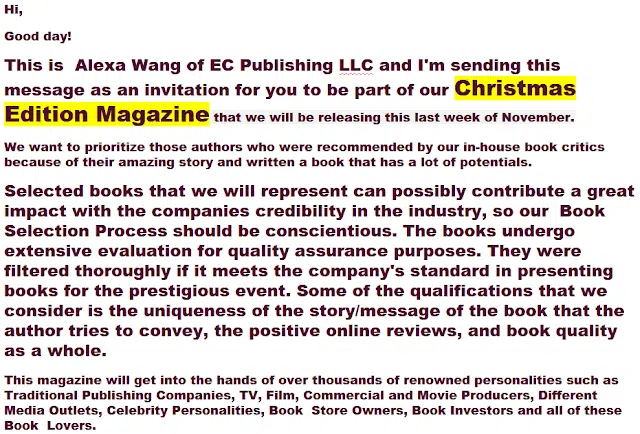 Hi,
Good day!
This is  Alexa Wang of EC Publishing LLC and I'm sending this
message as an invitation for you to be part of our Christmas
Edition Magazine that we will be releasing this last week of November.
We want to prioritize those authors who were recommended by our in-house book critics
because of their amazing story and written a book that has a lot of potentials.
Selected books that we will represent can possibly contribute a great
impact with the companies credibility in the industry, so our  Book
Selection Process should be conscientious. The books undergo
extensive evaluation for quality assurance purposes. They were
filtered thoroughly if it meets the company's standard in presenting
books for the prestigious event. Some of the qualifications that we
consider is the uniqueness of the story/message of the book that the
author tries to convey, the positive online reviews, and book quality
as a whole.
This magazine will get into the hands of over thousands of renowned personalities such as
Traditional Publishing Companies, TV, Film, Commercial and Movie Producers, Different
Media Outlets, Celebrity Personalities, Book  Store Owners, Book Investors and all of these
Book  Lovers.